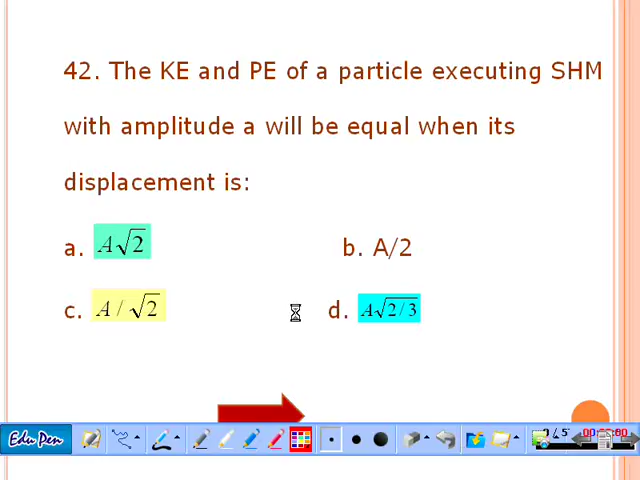 42. The KE and PE of a particle executing SHM
with amplitude a will be equal when its
displacement is:
a. A√2 b. A/2
c. A/√2 d. A√2/3
Edu Pen